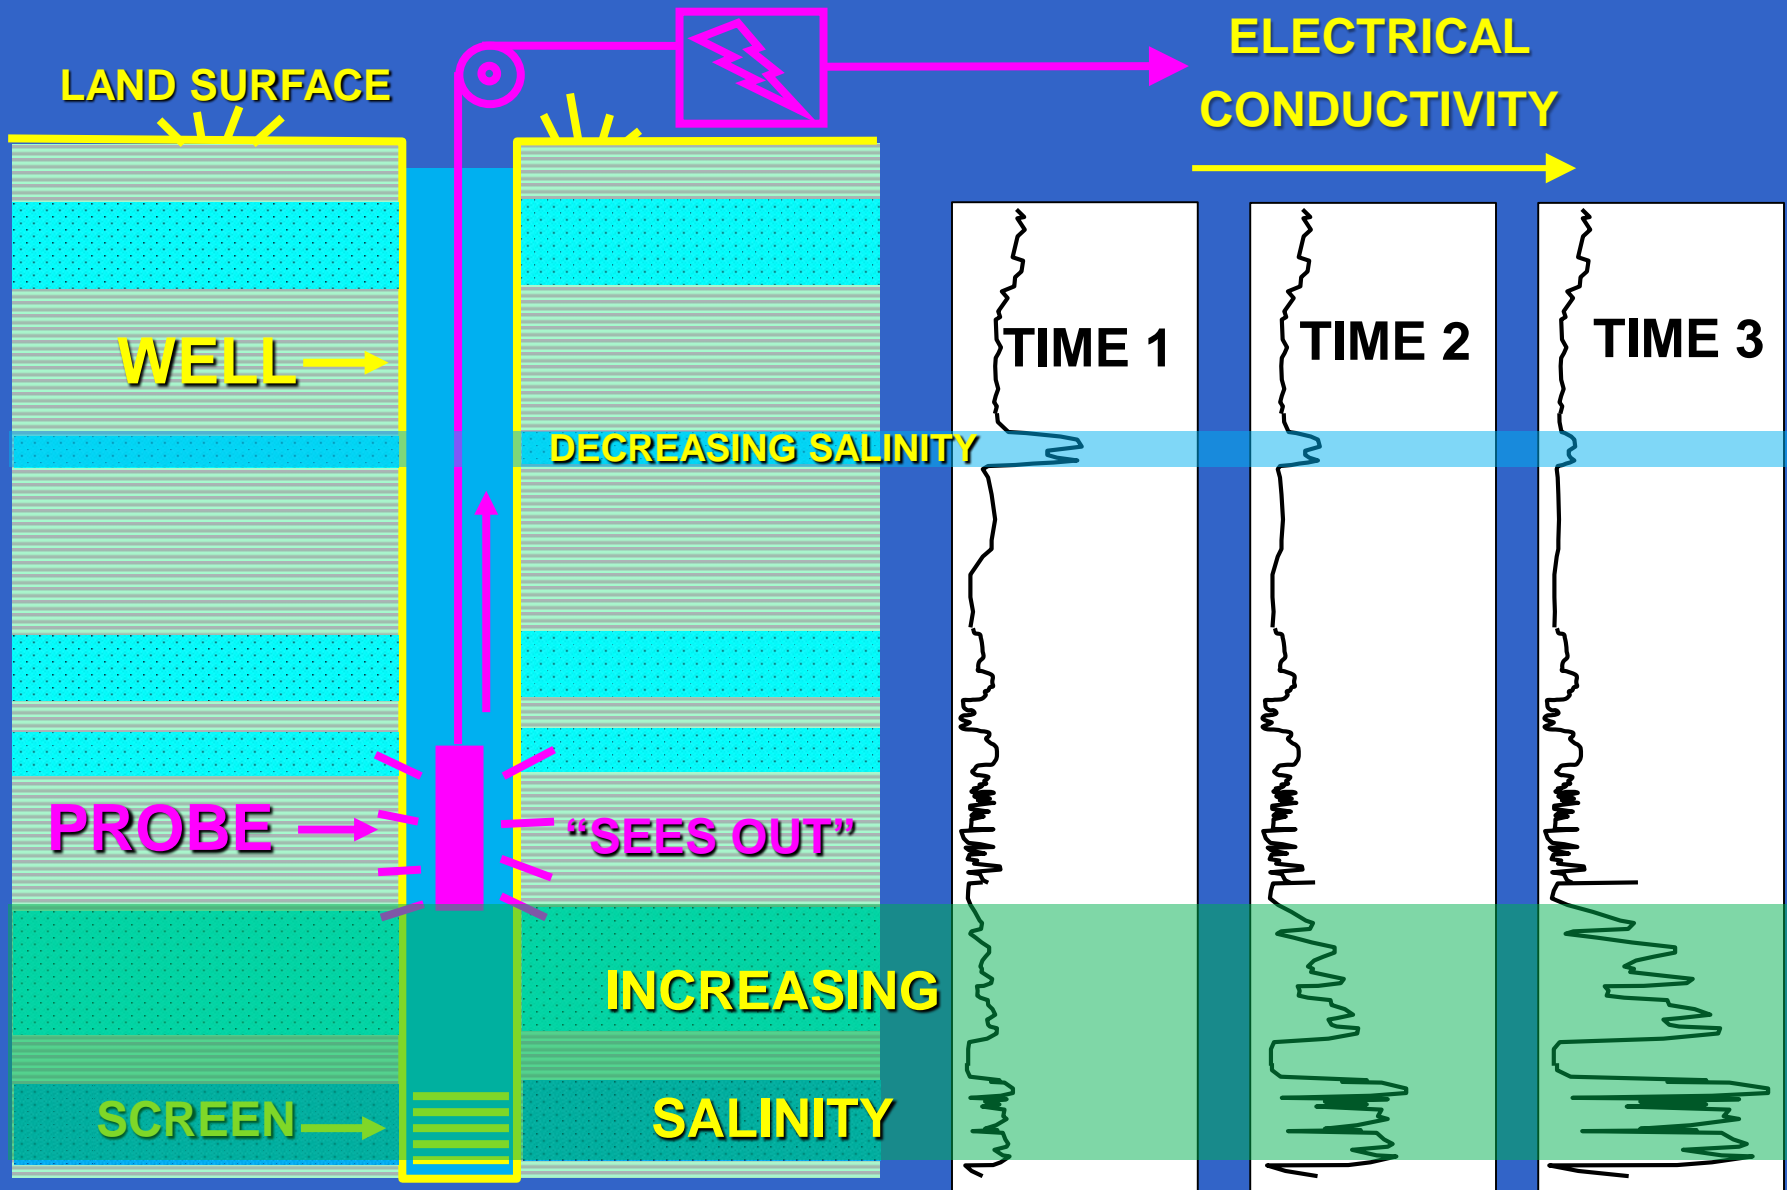 LAND SURFACE
ELECTRICAL
CONDUCTIVITY
WELL
TIME 1
TIME 2
TIME 3
DECREASING SALINITY
PROBE
“SEES OUT”
INCREASING
SCREEN
SALINITY